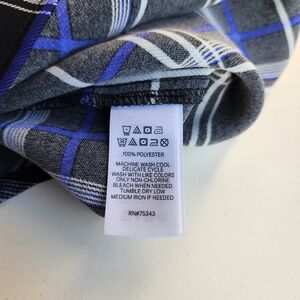 100% POLYESTER
MACHINE WASH COOL
DELICATE CYCLE
WASH WITH LIKE COLORS
ONLY NON-CHLORINE
BLEACH WHEN NEEDED
TUMBLE DRY LOW
MEDIUM IRON IF NEEDED
RN#75343